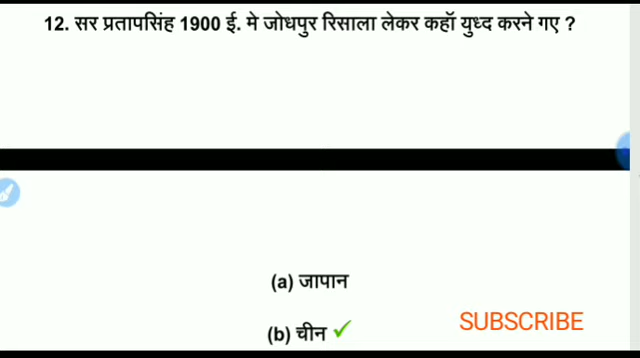 12. सर प्रतापसिंह 1900 ई. मे जोधपुर रिसाला लेकर कहॉ युध्द करने गए ?
(a) जापान
(b) चीन ✓
SUBSCRIBE